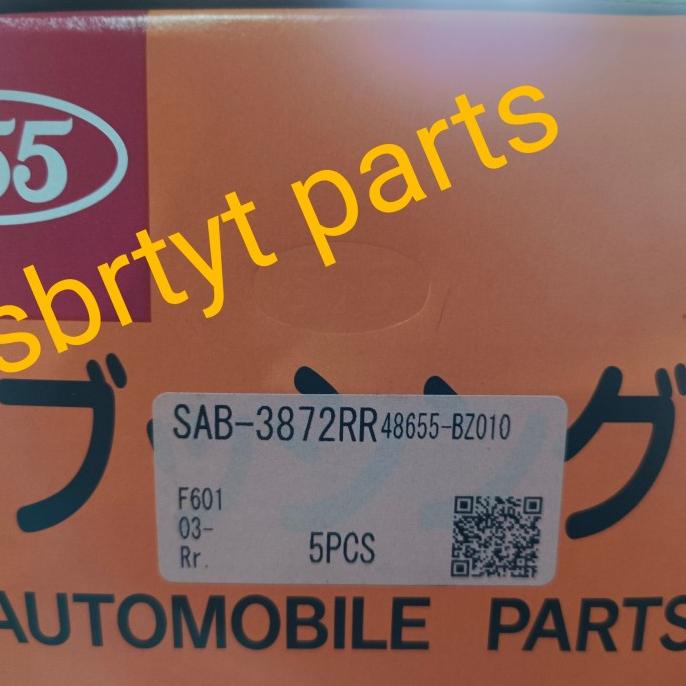 55
sbrtyt parts
ブッシング
SAB-3872RR 48655-BZ010
F601
03-
Rr.
5PCS
AUTOMOBILE PARTS